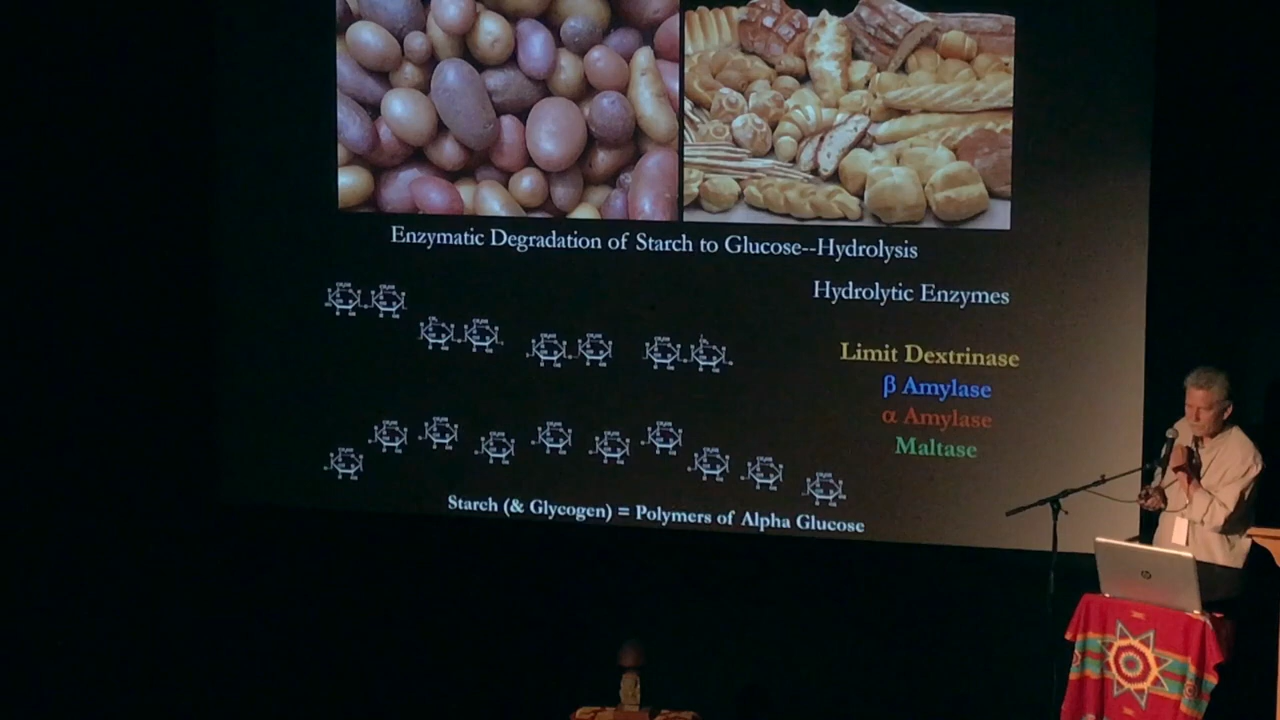 Enzymatic Degradation of Starch to Glucose--Hydrolysis
Hydrolytic Enzymes
Limit Dextrinase
β Amylase
α Amylase
Maltase
Starch (& Glycogen) = Polymers of Alpha Glucose
hp